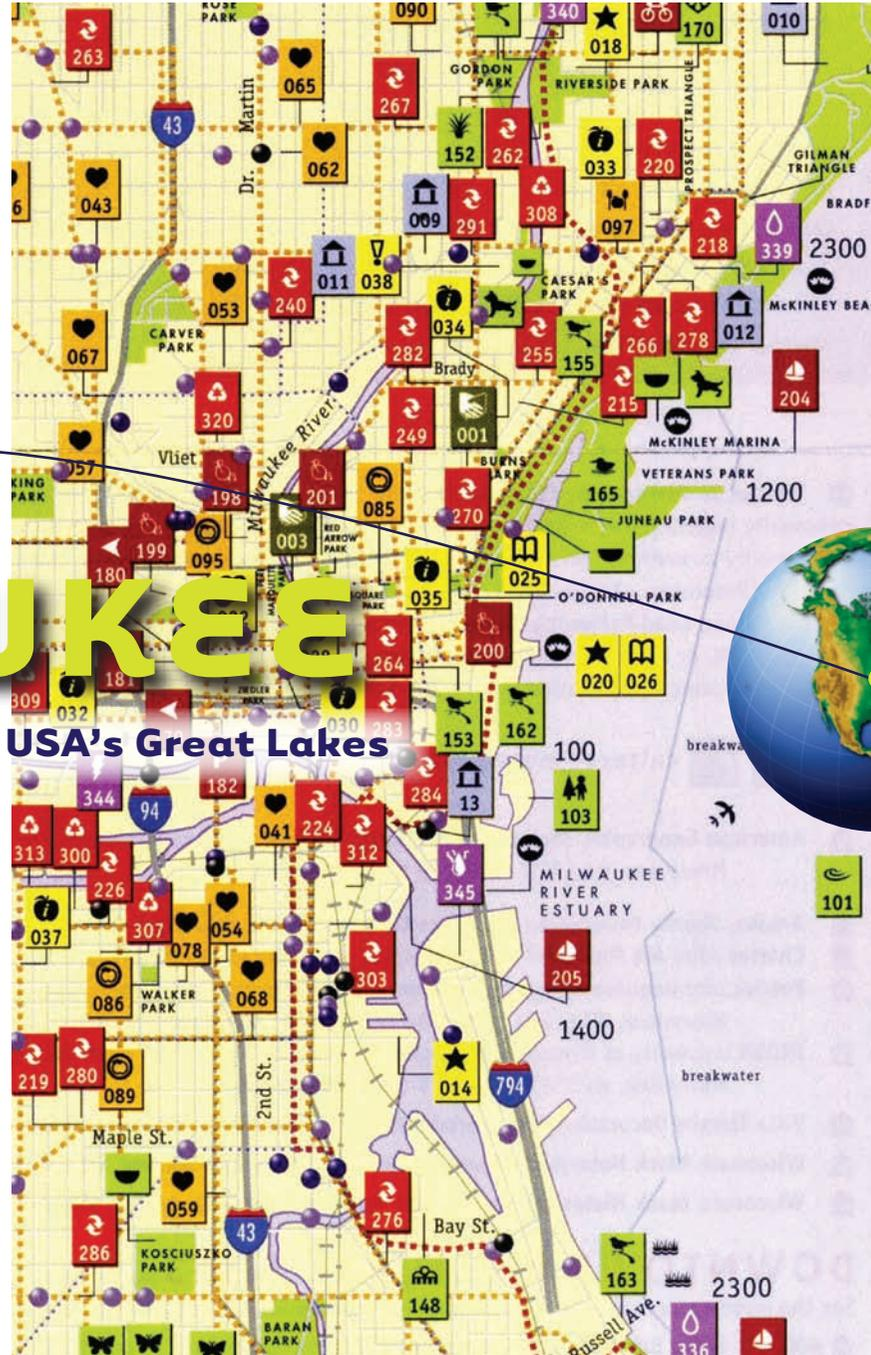 ROSE
PARK
090
340
018
170
010
263
065
267
GORDON
PARK
RIVERSIDE PARK
43
Martin
Dr.
062
152
262
033
220
PROSPECT TRIANGLE
GILMAN
TRIANGLE
043
009
291
308
097
218
339
BRADF
2300
011
038
053
240
CAESAR'S
PARK
034
067
CARVER
PARK
282
255
155
266
278
012
McKINLEY BEA
Brady
320
249
001
215
204
McKINLEY MARINA
057
Vliet
Milwaukee River
198
201
085
BURNS
165
VETERANS PARK
1200
KING
PARK
003
270
JUNEAU PARK
199
095
RED
ARROW
PARK
180
025
035
SQUARE
PARK
O'DONNELL PARK
UKEE
264
200
020
026
309
032
181
ZIEDLER
PARK
030
283
153
162
USA's Great Lakes
100
breakwa
344
94
182
284
13
103
041
224
313
300
312
226
345
MILWAUKEE
RIVER
ESTUARY
101
037
307
078
054
303
205
086
WALKER
PARK
068
1400
219
280
089
2nd St.
014
794
breakwater
Maple St.
059
276
Bay St.
286
43
KOSCIUSZKO
PARK
163
2300
148
BARAN
PARK
Russell Ave.
336